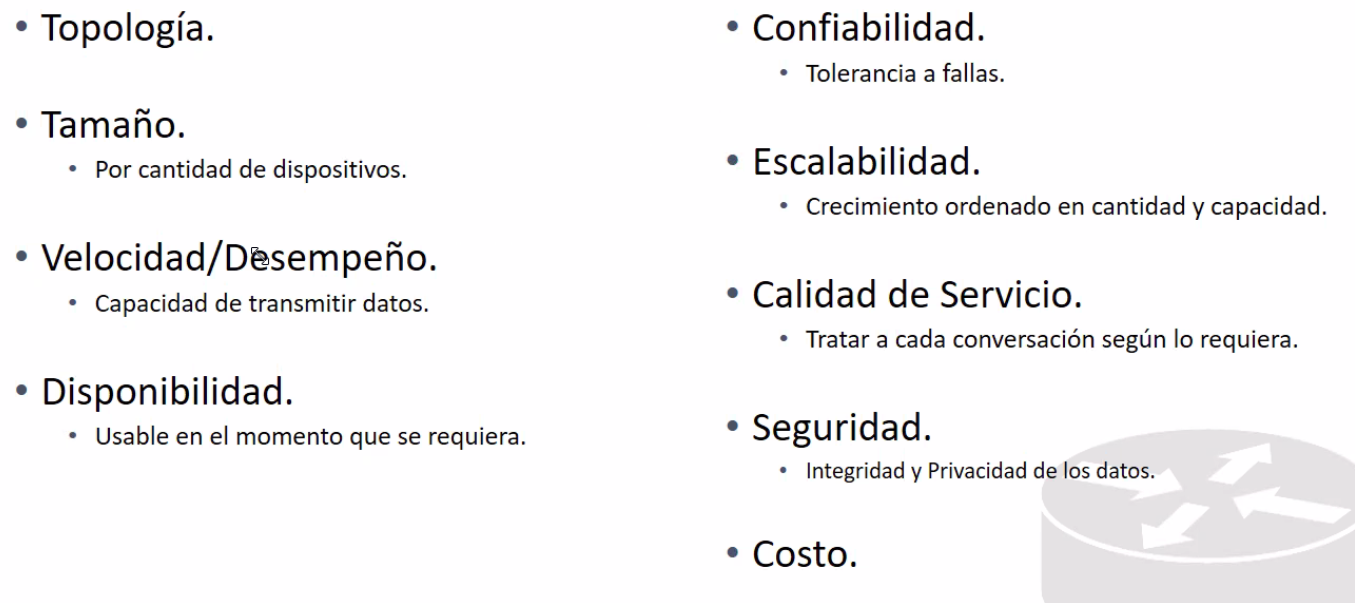 Topología.
Tamaño.
Por cantidad de dispositivos.
Velocidad/Desempeño.
Capacidad de transmitir datos.
Disponibilidad.
Usable en el momento que se requiera.
Confiabilidad.
Tolerancia a fallas.
Escalabilidad.
Crecimiento ordenado en cantidad y capacidad.
Calidad de Servicio.
Tratar a cada conversación según lo requiera.
Seguridad.
Integridad y Privacidad de los datos.
Costo.